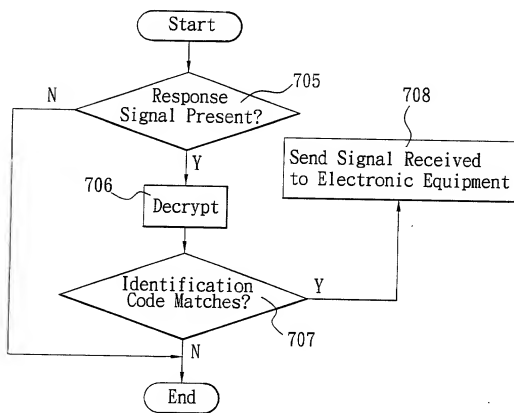 Start
N
Response
Signal Present?
705
Y
706
Decrypt
708
Send Signal Received
to Electronic Equipment
Identification
Code Matches?
Y
707
N
End